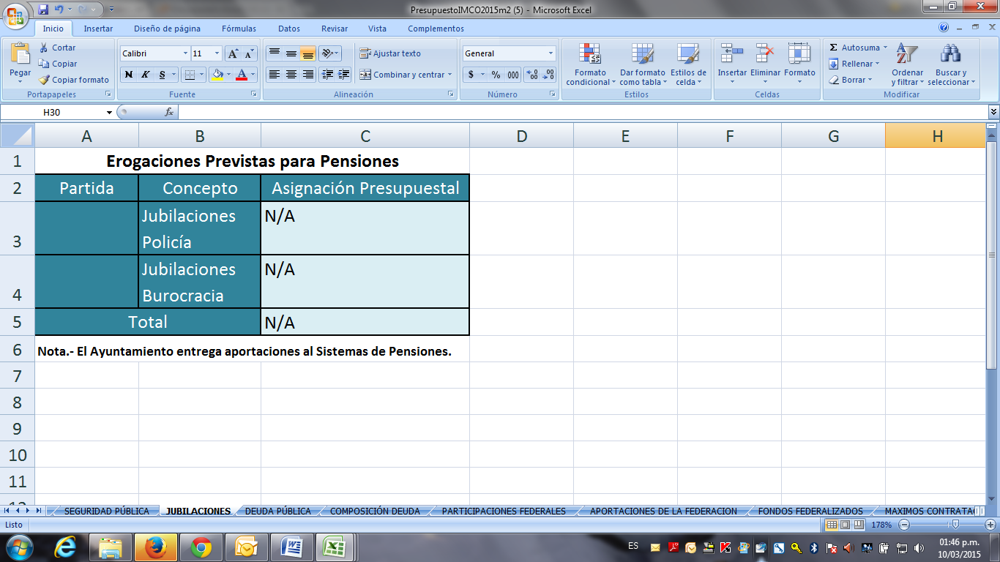 PresupuestoIMCO2015m2 (5) - Microsoft Excel
Inicio Insertar Diseño de página Fórmulas Datos Revisar Vista Complementos
Pegar
Cortar
Copiar
Copiar formato
Portapapeles
Calibri 11
N K S
Fuente
Ajustar texto
Combinar y centrar
Alineación
General
$ % 000
Número
Formato condicional
Dar formato como tabla
Estilos de celda
Estilos
Insertar Eliminar Formato
Celdas
Autosuma
Rellenar
Borrar
Ordenar y filtrar
Buscar y seleccionar
Modificar
H30
fx
A B C D E F G H
1 Erogaciones Previstas para Pensiones
2 Partida Concepto Asignación Presupuestal
Jubilaciones N/A
3 Policía
Jubilaciones N/A
4 Burocracia
5 Total N/A
6 Nota.- El Ayuntamiento entrega aportaciones al Sistemas de Pensiones.
7
8
9
10
11
12
SEGURIDAD PÚBLICA JUBILACIONES DEUDA PÚBLICA COMPOSICIÓN DEUDA PARTICIPACIONES FEDERALES APORTACIONES DE LA FEDERACION FONDOS FEDERALIZADOS MAXIMOS CONTRATAC
Listo 178%
ES 01:46 p.m.
10/03/2015